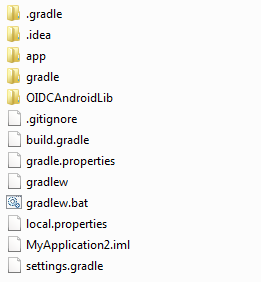 .gradle
.idea
app
gradle
OIDCAndroidLib
.gitignore
build.gradle
gradle.properties
gradlew
gradlew.bat
local.properties
MyApplication2.iml
settings.gradle